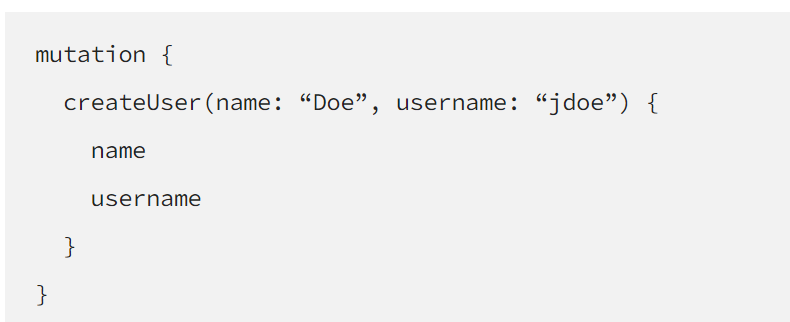 mutation {
createUser(name: “Doe”, username: “jdoe”) {
name
username
}
}